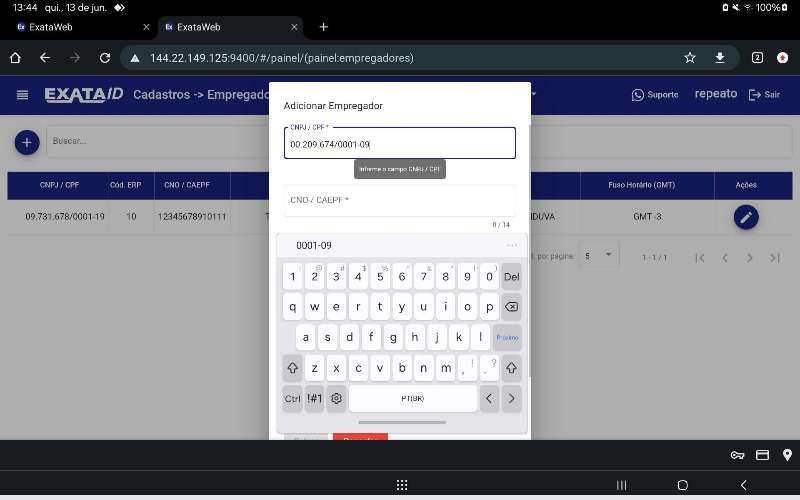 13:44 qui., 13 de jun. 100%
ExataWeb
ExataWeb
144.22.149.125:9400/#/painel/(painel:empregadores)
2
EXATA ID Cadastros -> Empregado
Suporte repeato Sair
Adicionar Empregador
Buscar...
CNPJ / CPF *
00.209.674/0001-09
Informe o campo CNPJ / CPF
CNPJ / CPF Cód. ERP CNO / CAEPF Fuso Horário (GMT) Ações
CNO / CAEPF *
09.731.678/0001-19 10 12345678910111 T DUVA GMT -3
0 / 14
. por página: 5 1 - 1 / 1
0001-09
1 2 3 4 5 6 7 8 9 0 Del
q w e r t y u i o p
a s d f g h j k l Próximo
z x c v b n m , ! . ?
Ctrl !#1 PT(BR)